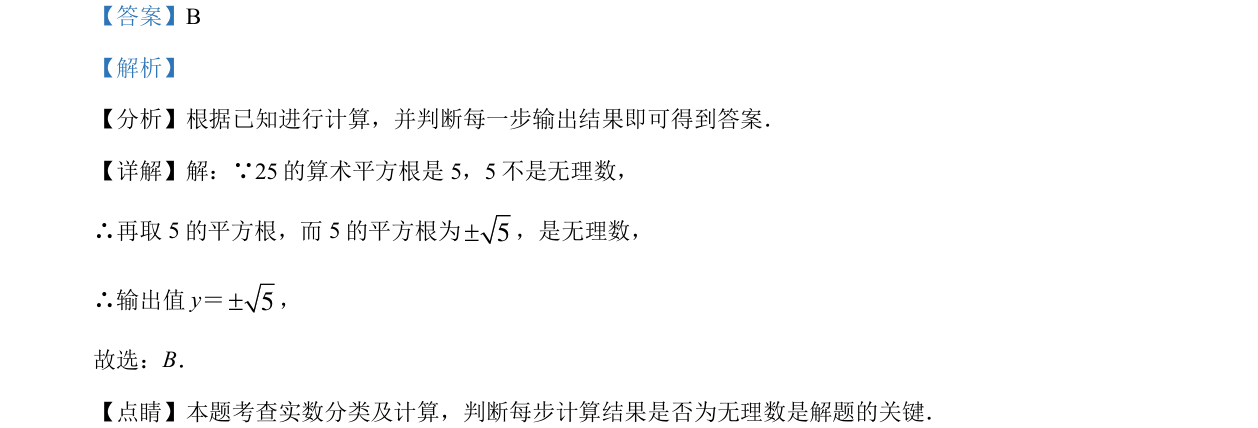 【答案】B
【解析】
【分析】根据已知进行计算，并判断每一步输出结果即可得到答案．
【详解】解：∵25 的算术平方根是 5，5 不是无理数，
∴再取 5 的平方根，而 5 的平方根为±√5，是无理数，
∴输出值 y＝±√5，
故选：B．
【点睛】本题考查实数分类及计算，判断每步计算结果是否为无理数是解题的关键．